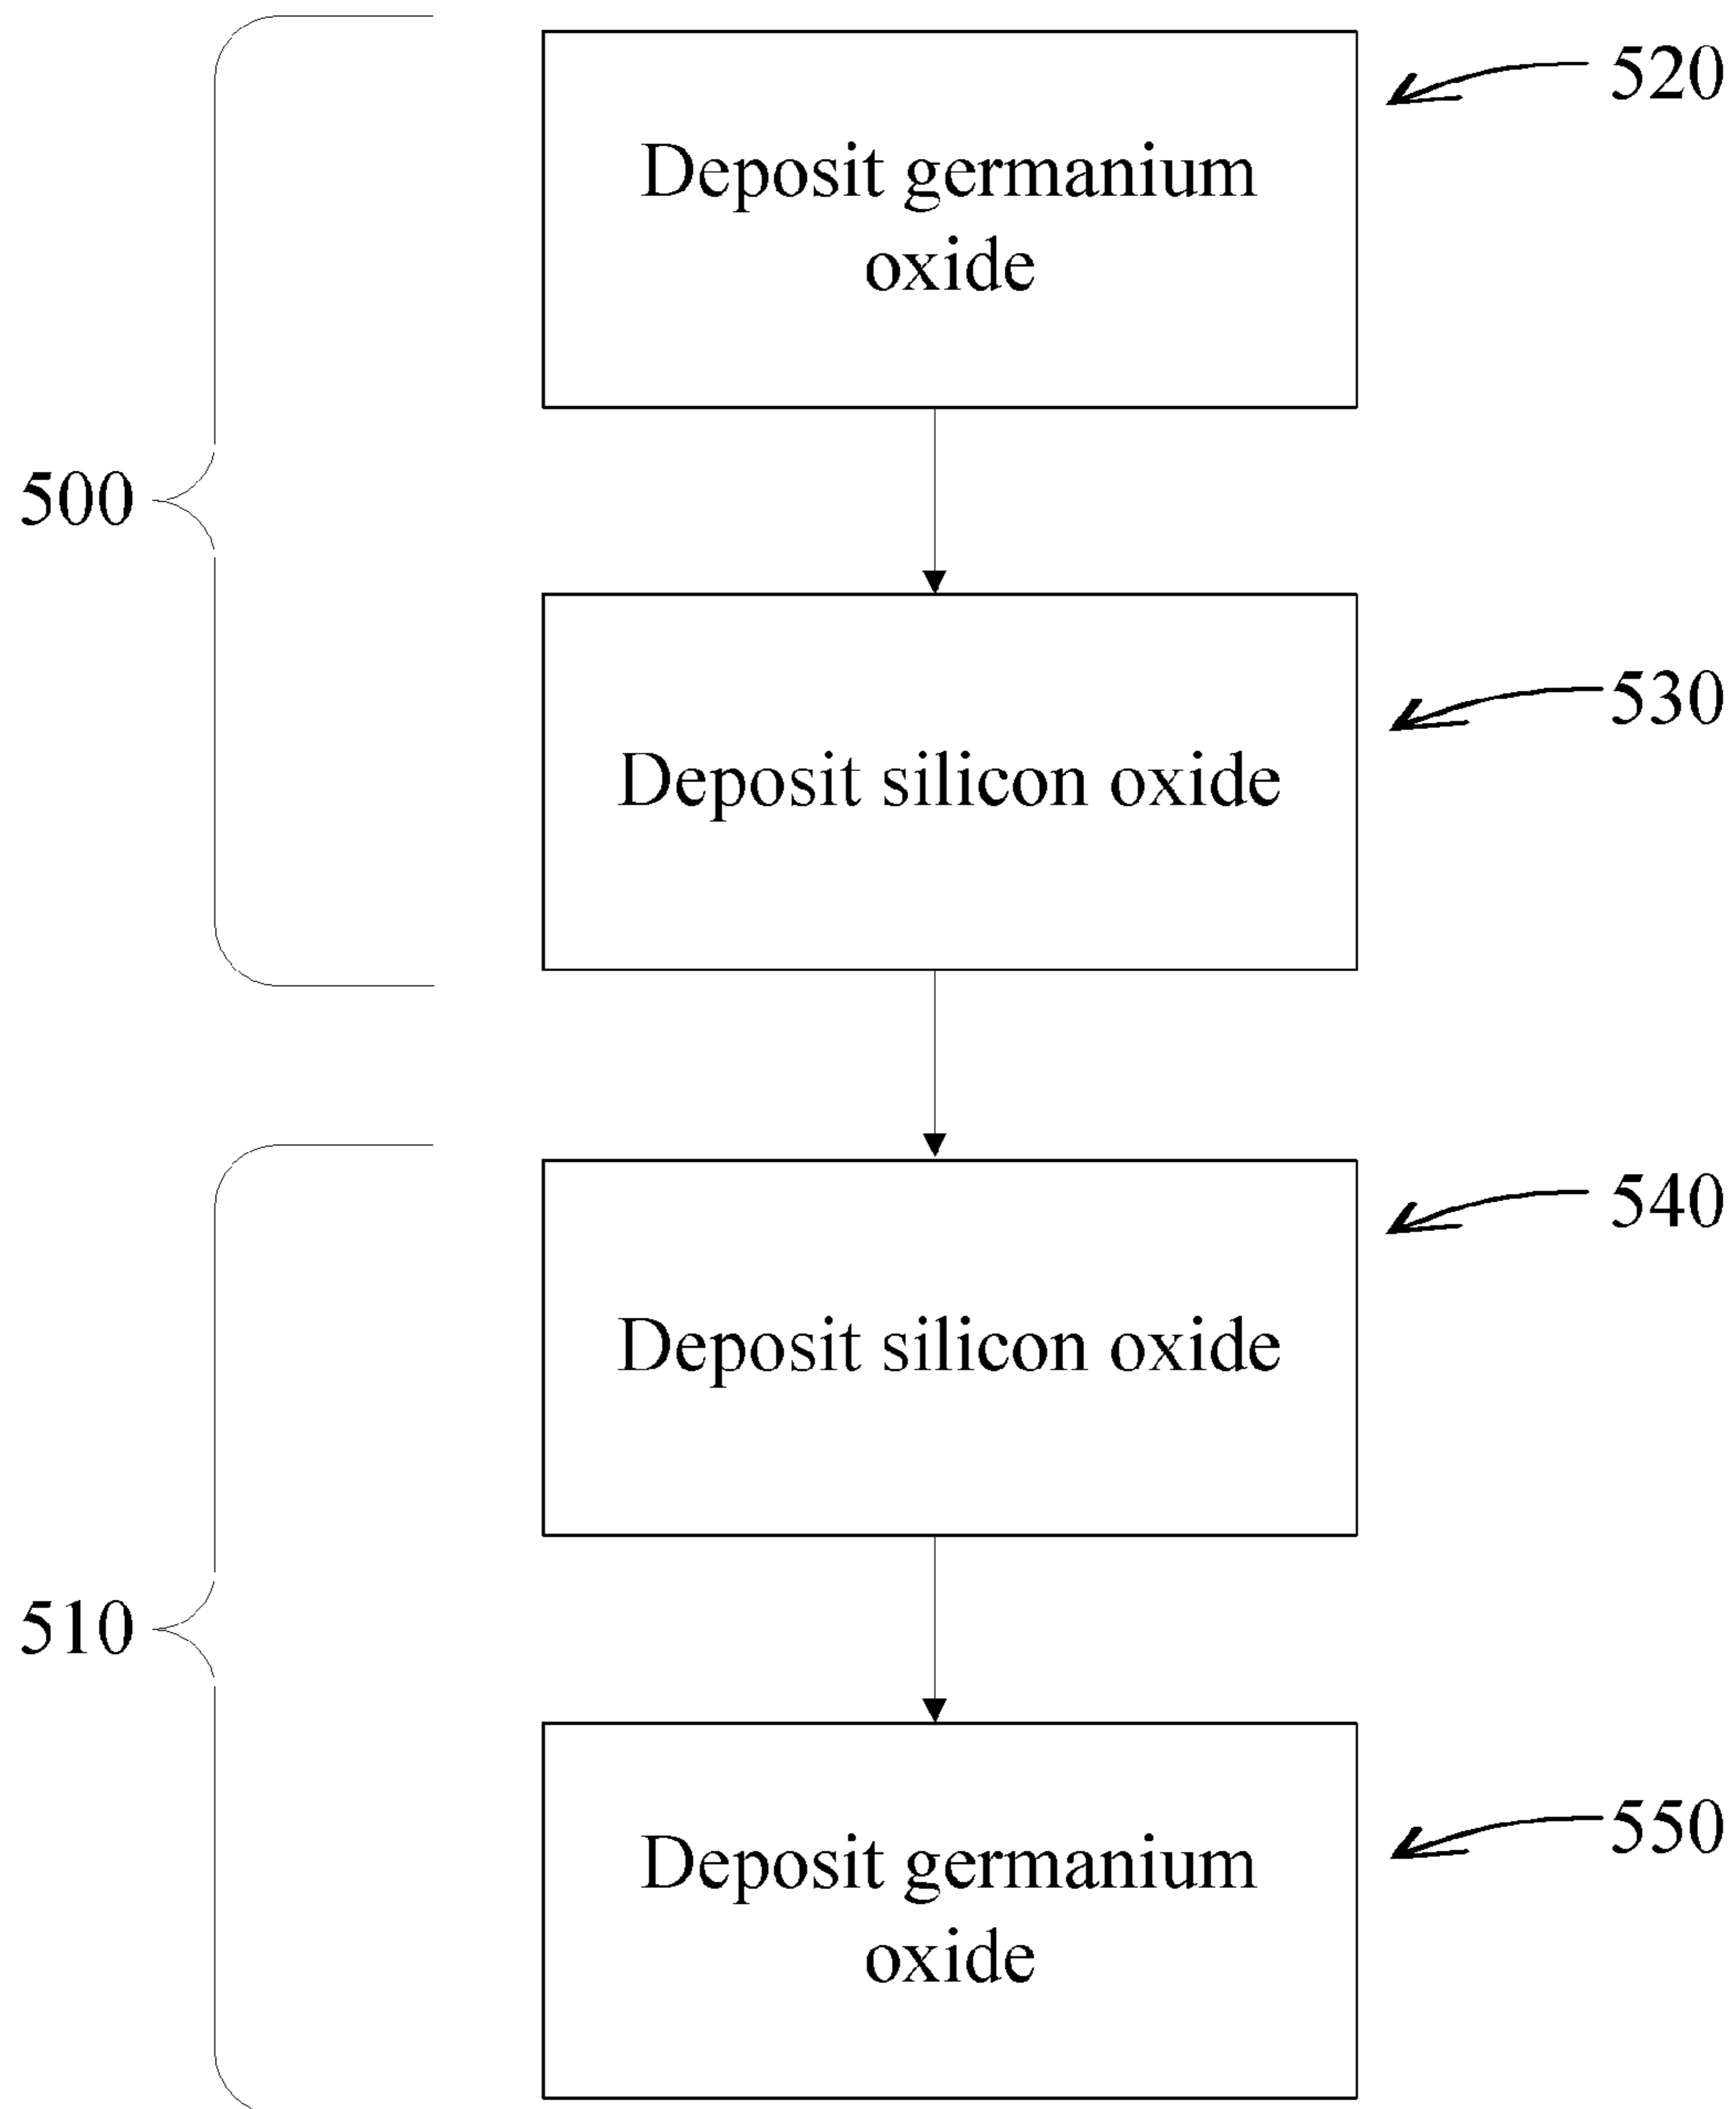 520
Deposit germanium
oxide
500
530
Deposit silicon oxide
540
Deposit silicon oxide
510
550
Deposit germanium
oxide